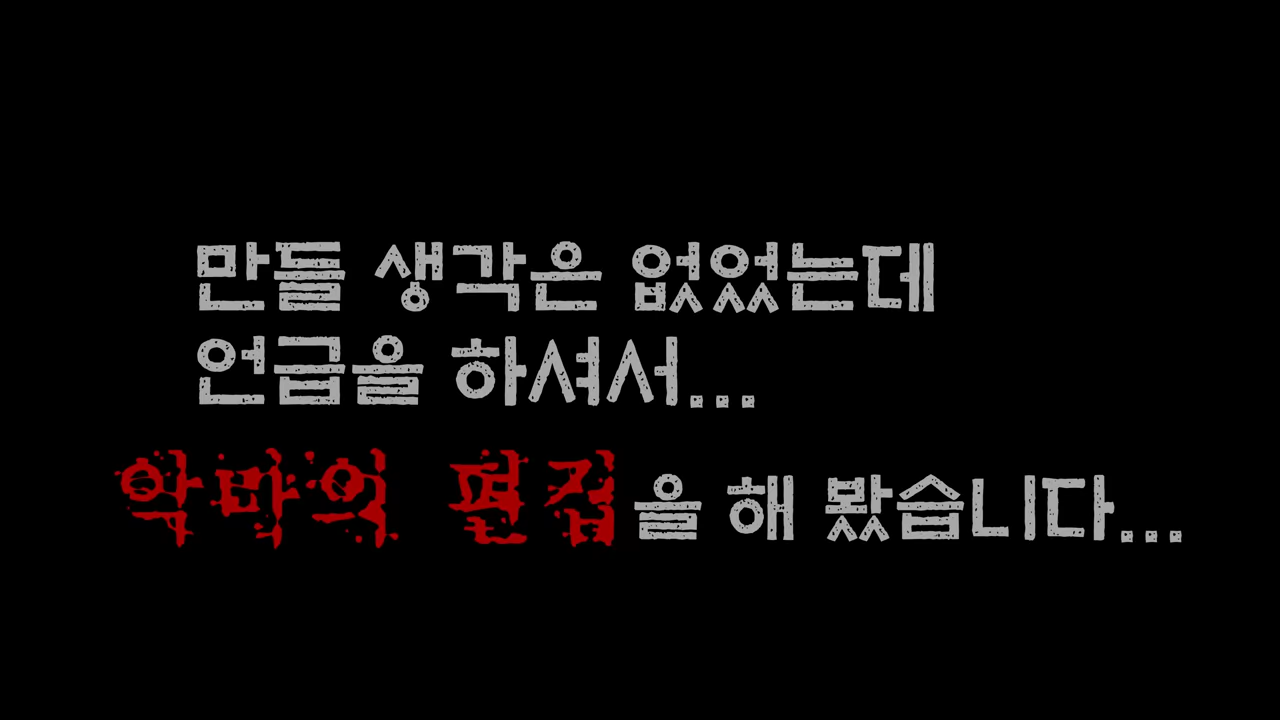 만들 생각은 없었는데
언급을 하셔서...
악마의 편집을 해 봤습니다...